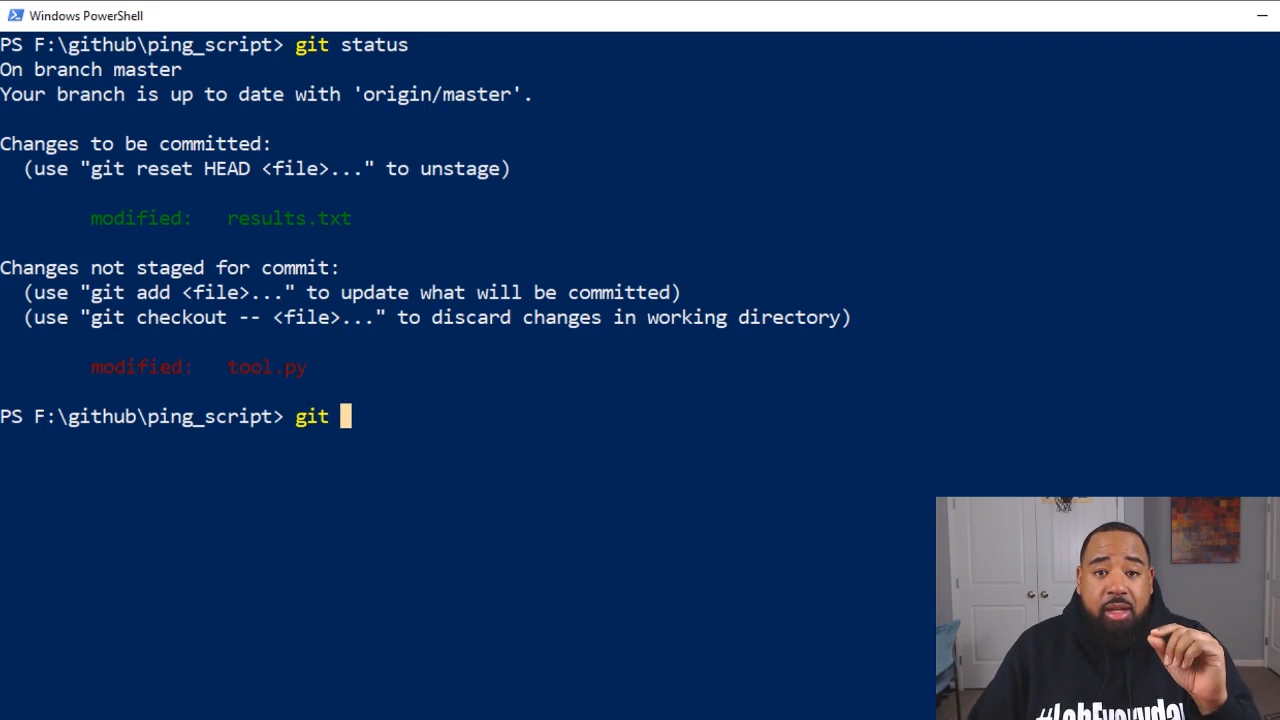 Windows PowerShell
PS F:\github\ping_script> git status
On branch master
Your branch is up to date with 'origin/master'.
Changes to be committed:
(use "git reset HEAD <file>..." to unstage)
modified: results.txt
Changes not staged for commit:
(use "git add <file>..." to update what will be committed)
(use "git checkout -- <file>..." to discard changes in working directory)
modified: tool.py
PS F:\github\ping_script> git
#LabEveryday